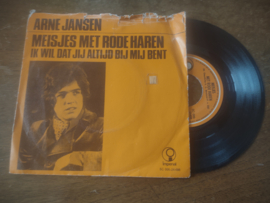 ARNE JANSEN
MEISJES MET RODE HAREN
IK WIL DAT JIJ ALTIJD BIJ MIJ BENT